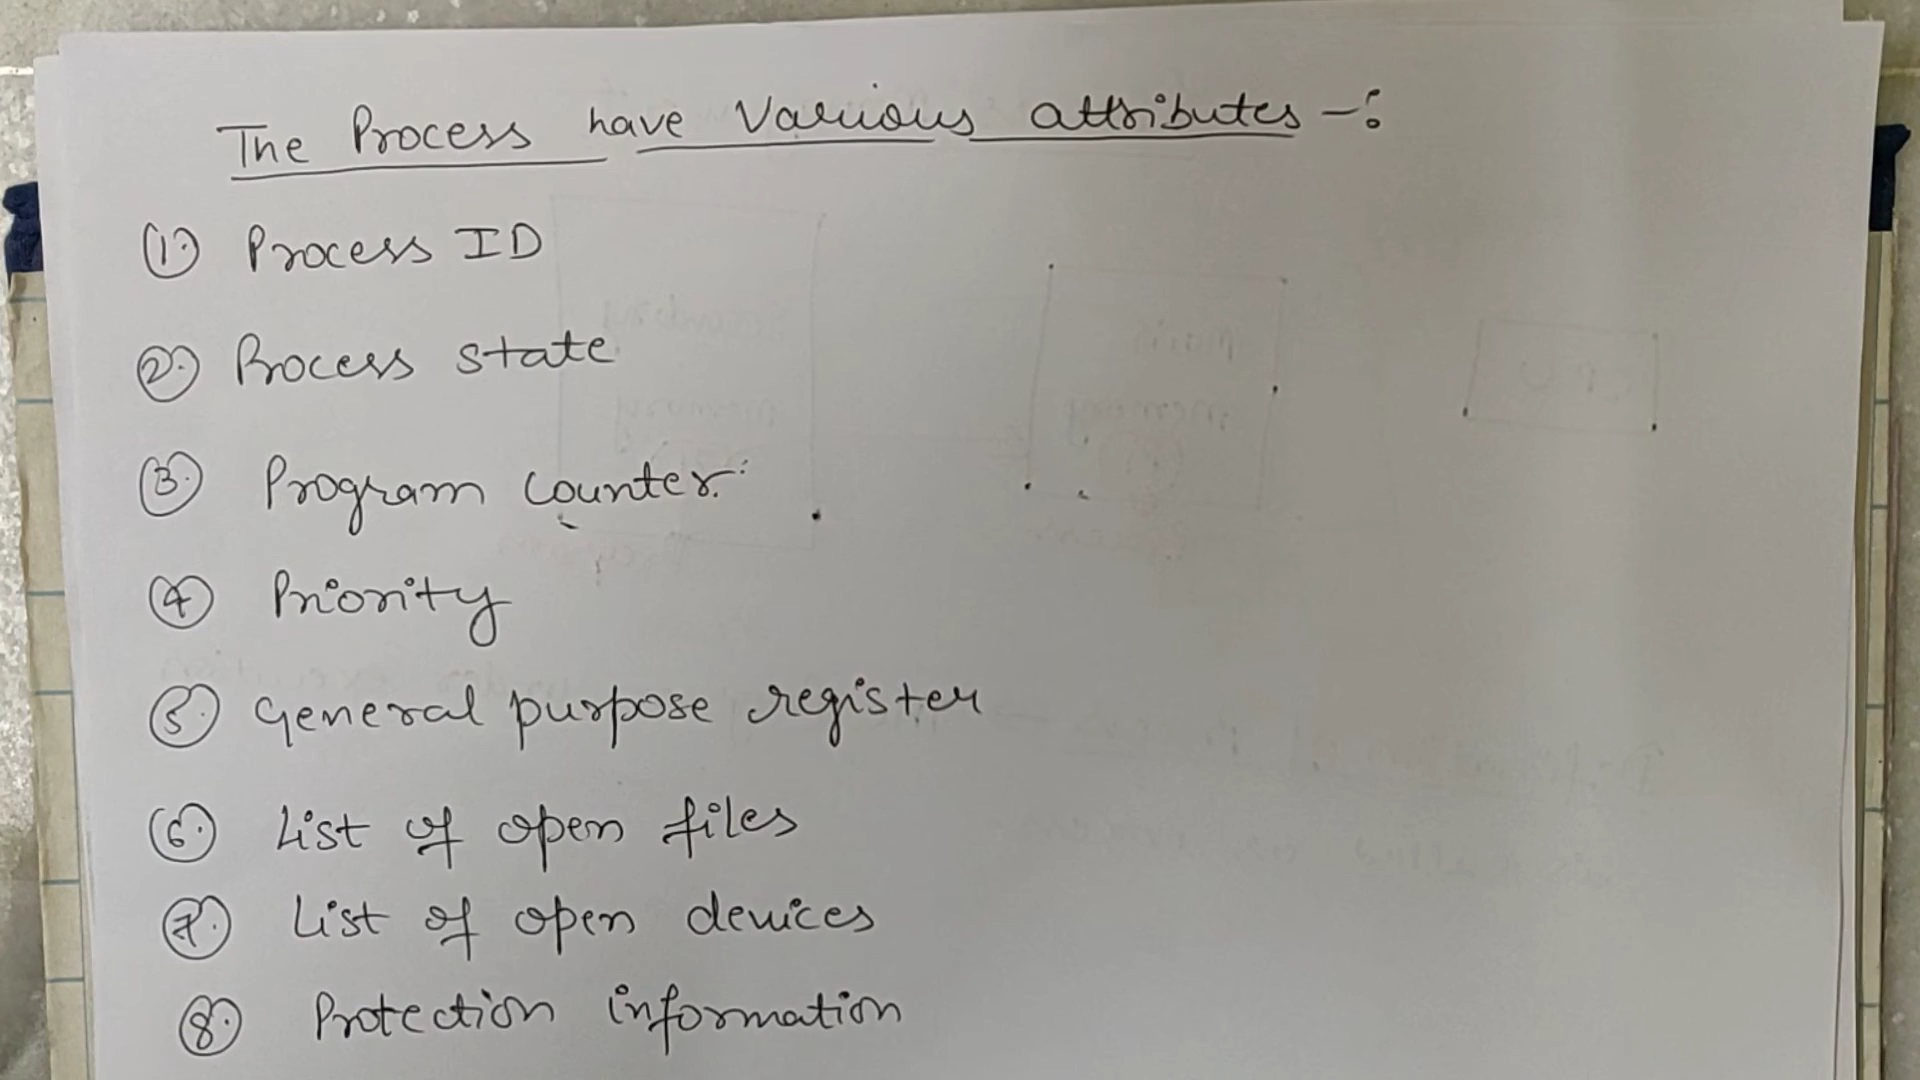 The Process have Various attributes -:
1. Process ID
2. Process state
3. Program counter.
4. Priority
5. General purpose register
6. List of open files
7. List of open devices
8. Protection information